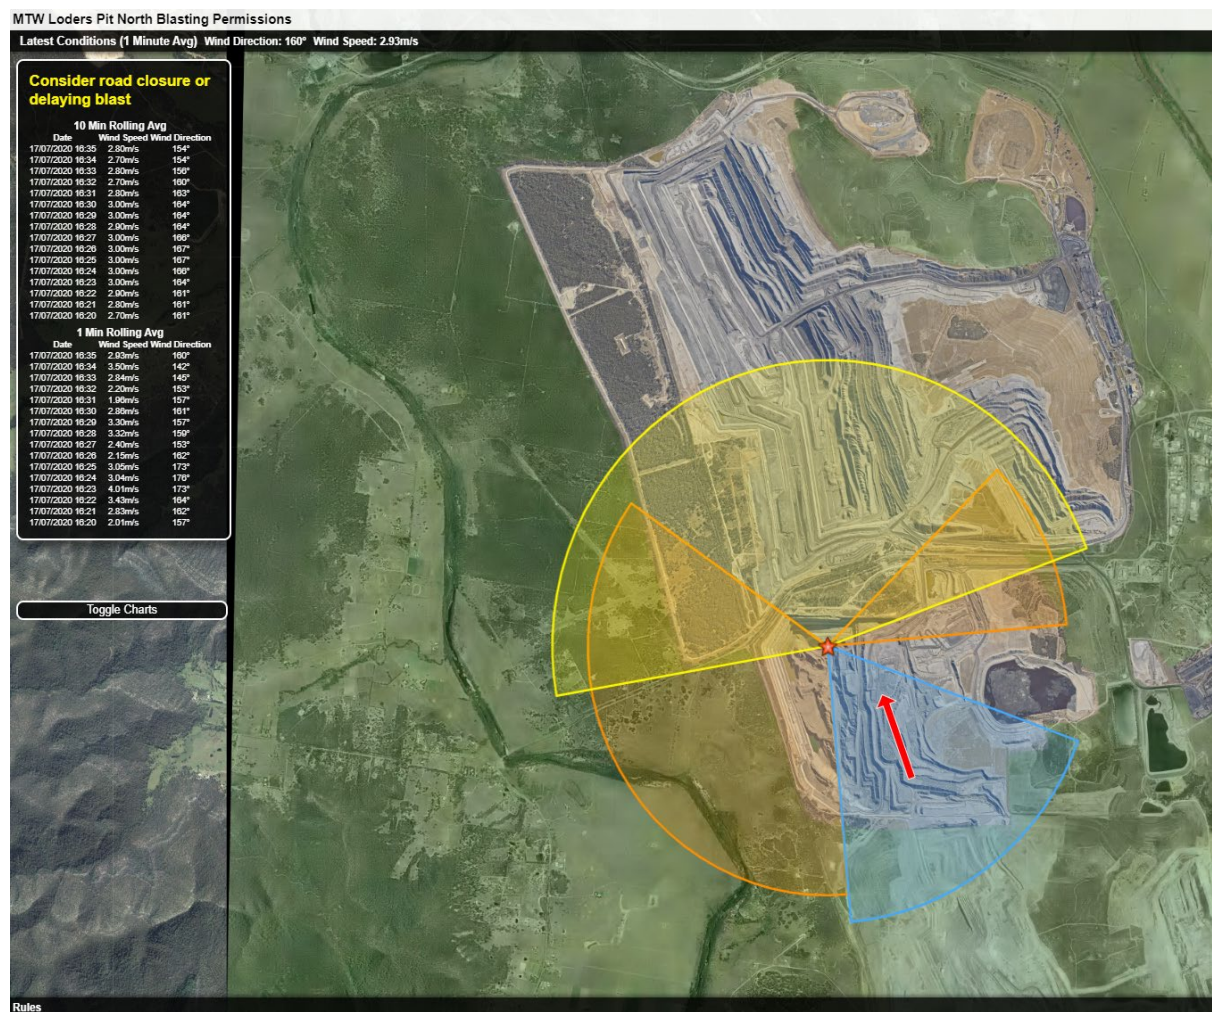 MTW Loders Pit North Blasting Permissions
Latest Conditions (1 Minute Avg) Wind Direction: 160° Wind Speed: 2.93m/s
Consider road closure or
delaying blast
10 Min Rolling Avg
Date Wind Speed Wind Direction
17/07/2020 16:35 2.80m/s 154°
17/07/2020 16:34 2.70m/s 154°
17/07/2020 16:33 2.80m/s 156°
17/07/2020 16:32 2.70m/s 160°
17/07/2020 16:31 2.80m/s 163°
17/07/2020 16:30 3.00m/s 164°
17/07/2020 16:29 3.00m/s 164°
17/07/2020 16:28 2.90m/s 164°
17/07/2020 16:27 3.00m/s 166°
17/07/2020 16:26 3.00m/s 167°
17/07/2020 16:25 3.00m/s 167°
17/07/2020 16:24 3.00m/s 166°
17/07/2020 16:23 3.00m/s 164°
17/07/2020 16:22 2.90m/s 161°
17/07/2020 16:21 2.80m/s 161°
17/07/2020 16:20 2.70m/s 161°
1 Min Rolling Avg
Date Wind Speed Wind Direction
17/07/2020 16:35 2.93m/s 160°
17/07/2020 16:34 3.50m/s 142°
17/07/2020 16:33 2.84m/s 145°
17/07/2020 16:32 2.20m/s 153°
17/07/2020 16:31 1.96m/s 157°
17/07/2020 16:30 2.86m/s 161°
17/07/2020 16:29 3.30m/s 157°
17/07/2020 16:28 3.32m/s 159°
17/07/2020 16:27 2.40m/s 153°
17/07/2020 16:26 2.15m/s 162°
17/07/2020 16:25 3.05m/s 173°
17/07/2020 16:24 3.04m/s 176°
17/07/2020 16:23 4.01m/s 173°
17/07/2020 16:22 3.43m/s 164°
17/07/2020 16:21 2.83m/s 162°
17/07/2020 16:20 2.01m/s 157°
Toggle Charts
Rules